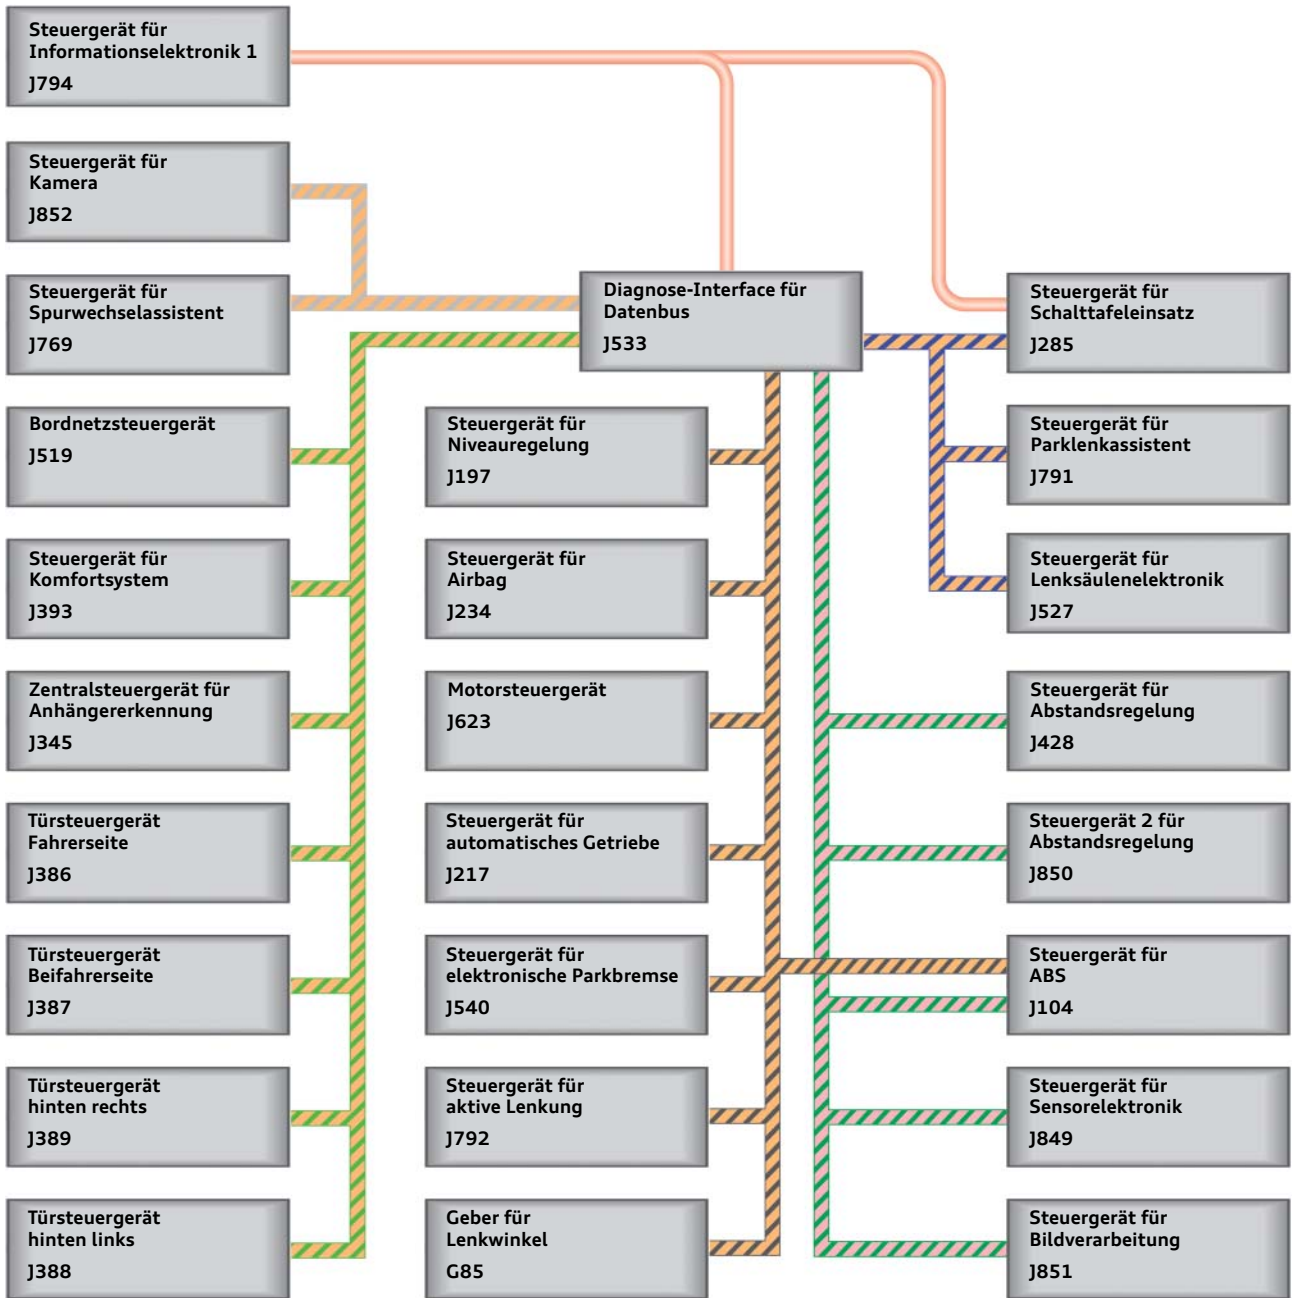 Steuergerät für
Informationselektronik 1
J794
Steuergerät für
Kamera
J852
Steuergerät für
Spurwechselassistent
J769
Diagnose-Interface für
Datenbus
J533
Steuergerät für
Schalttafeleinsatz
J285
Bordnetzsteuergerät
J519
Steuergerät für
Niveauregelung
J197
Steuergerät für
Parklenkassistent
J791
Steuergerät für
Komfortsystem
J393
Steuergerät für
Airbag
J234
Steuergerät für
Lenksäulenelektronik
J527
Zentralsteuergerät für
Anhängererkennung
J345
Motorsteuergerät
J623
Steuergerät für
Abstandsregelung
J428
Türsteuergerät
Fahrerseite
J386
Steuergerät für
automatisches Getriebe
J217
Steuergerät 2 für
Abstandsregelung
J850
Türsteuergerät
Beifahrerseite
J387
Steuergerät für
elektronische Parkbremse
J540
Steuergerät für
ABS
J104
Türsteuergerät
hinten rechts
J389
Steuergerät für
aktive Lenkung
J792
Steuergerät für
Sensorelektronik
J849
Türsteuergerät
hinten links
J388
Geber für
Lenkwinkel
G85
Steuergerät für
Bildverarbeitung
J851